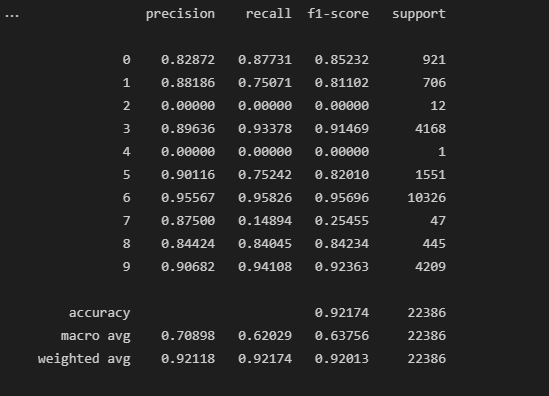 ... precision recall f1-score support
0 0.82872 0.87731 0.85232 921
1 0.88186 0.75071 0.81102 706
2 0.00000 0.00000 0.00000 12
3 0.89636 0.93378 0.91469 4168
4 0.00000 0.00000 0.00000 1
5 0.90116 0.75242 0.82010 1551
6 0.95567 0.95826 0.95696 10326
7 0.87500 0.14894 0.25455 47
8 0.84424 0.84045 0.84234 445
9 0.90682 0.94108 0.92363 4209
accuracy 0.92174 22386
macro avg 0.70898 0.62029 0.63756 22386
weighted avg 0.92118 0.92174 0.92013 22386